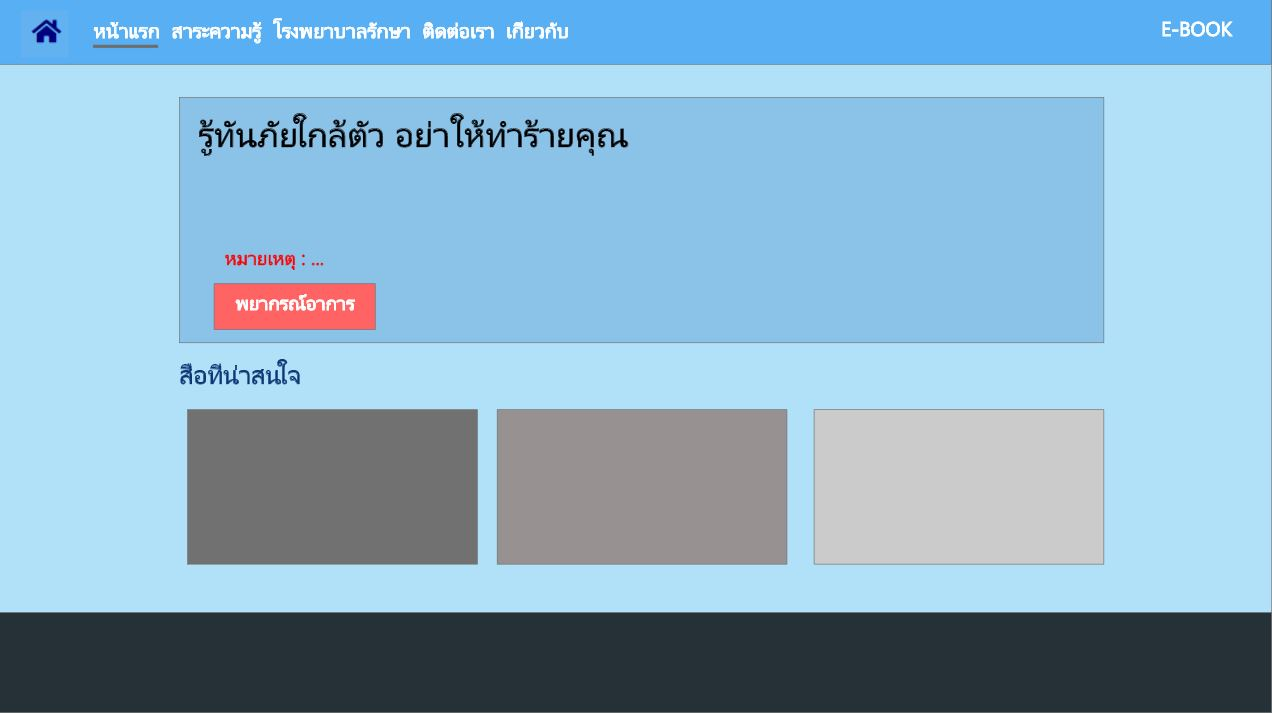 หน้าแรก สาระความรู้ โรงพยาบาลรักษา ติดต่อเรา เกี่ยวกับ E-BOOK
รู้ทันภัยใกล้ตัว อย่าให้ทำร้ายคุณ
หมายเหตุ : ...
พยากรณ์อาการ
สื่อที่น่าสนใจ